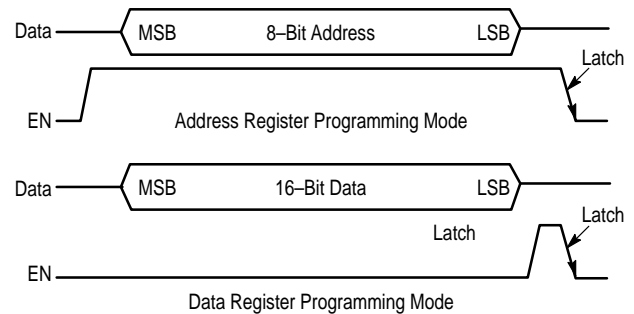 Data MSB 8–Bit Address LSB
Latch
EN Address Register Programming Mode
Data MSB 16–Bit Data LSB
Latch Latch
EN
Data Register Programming Mode